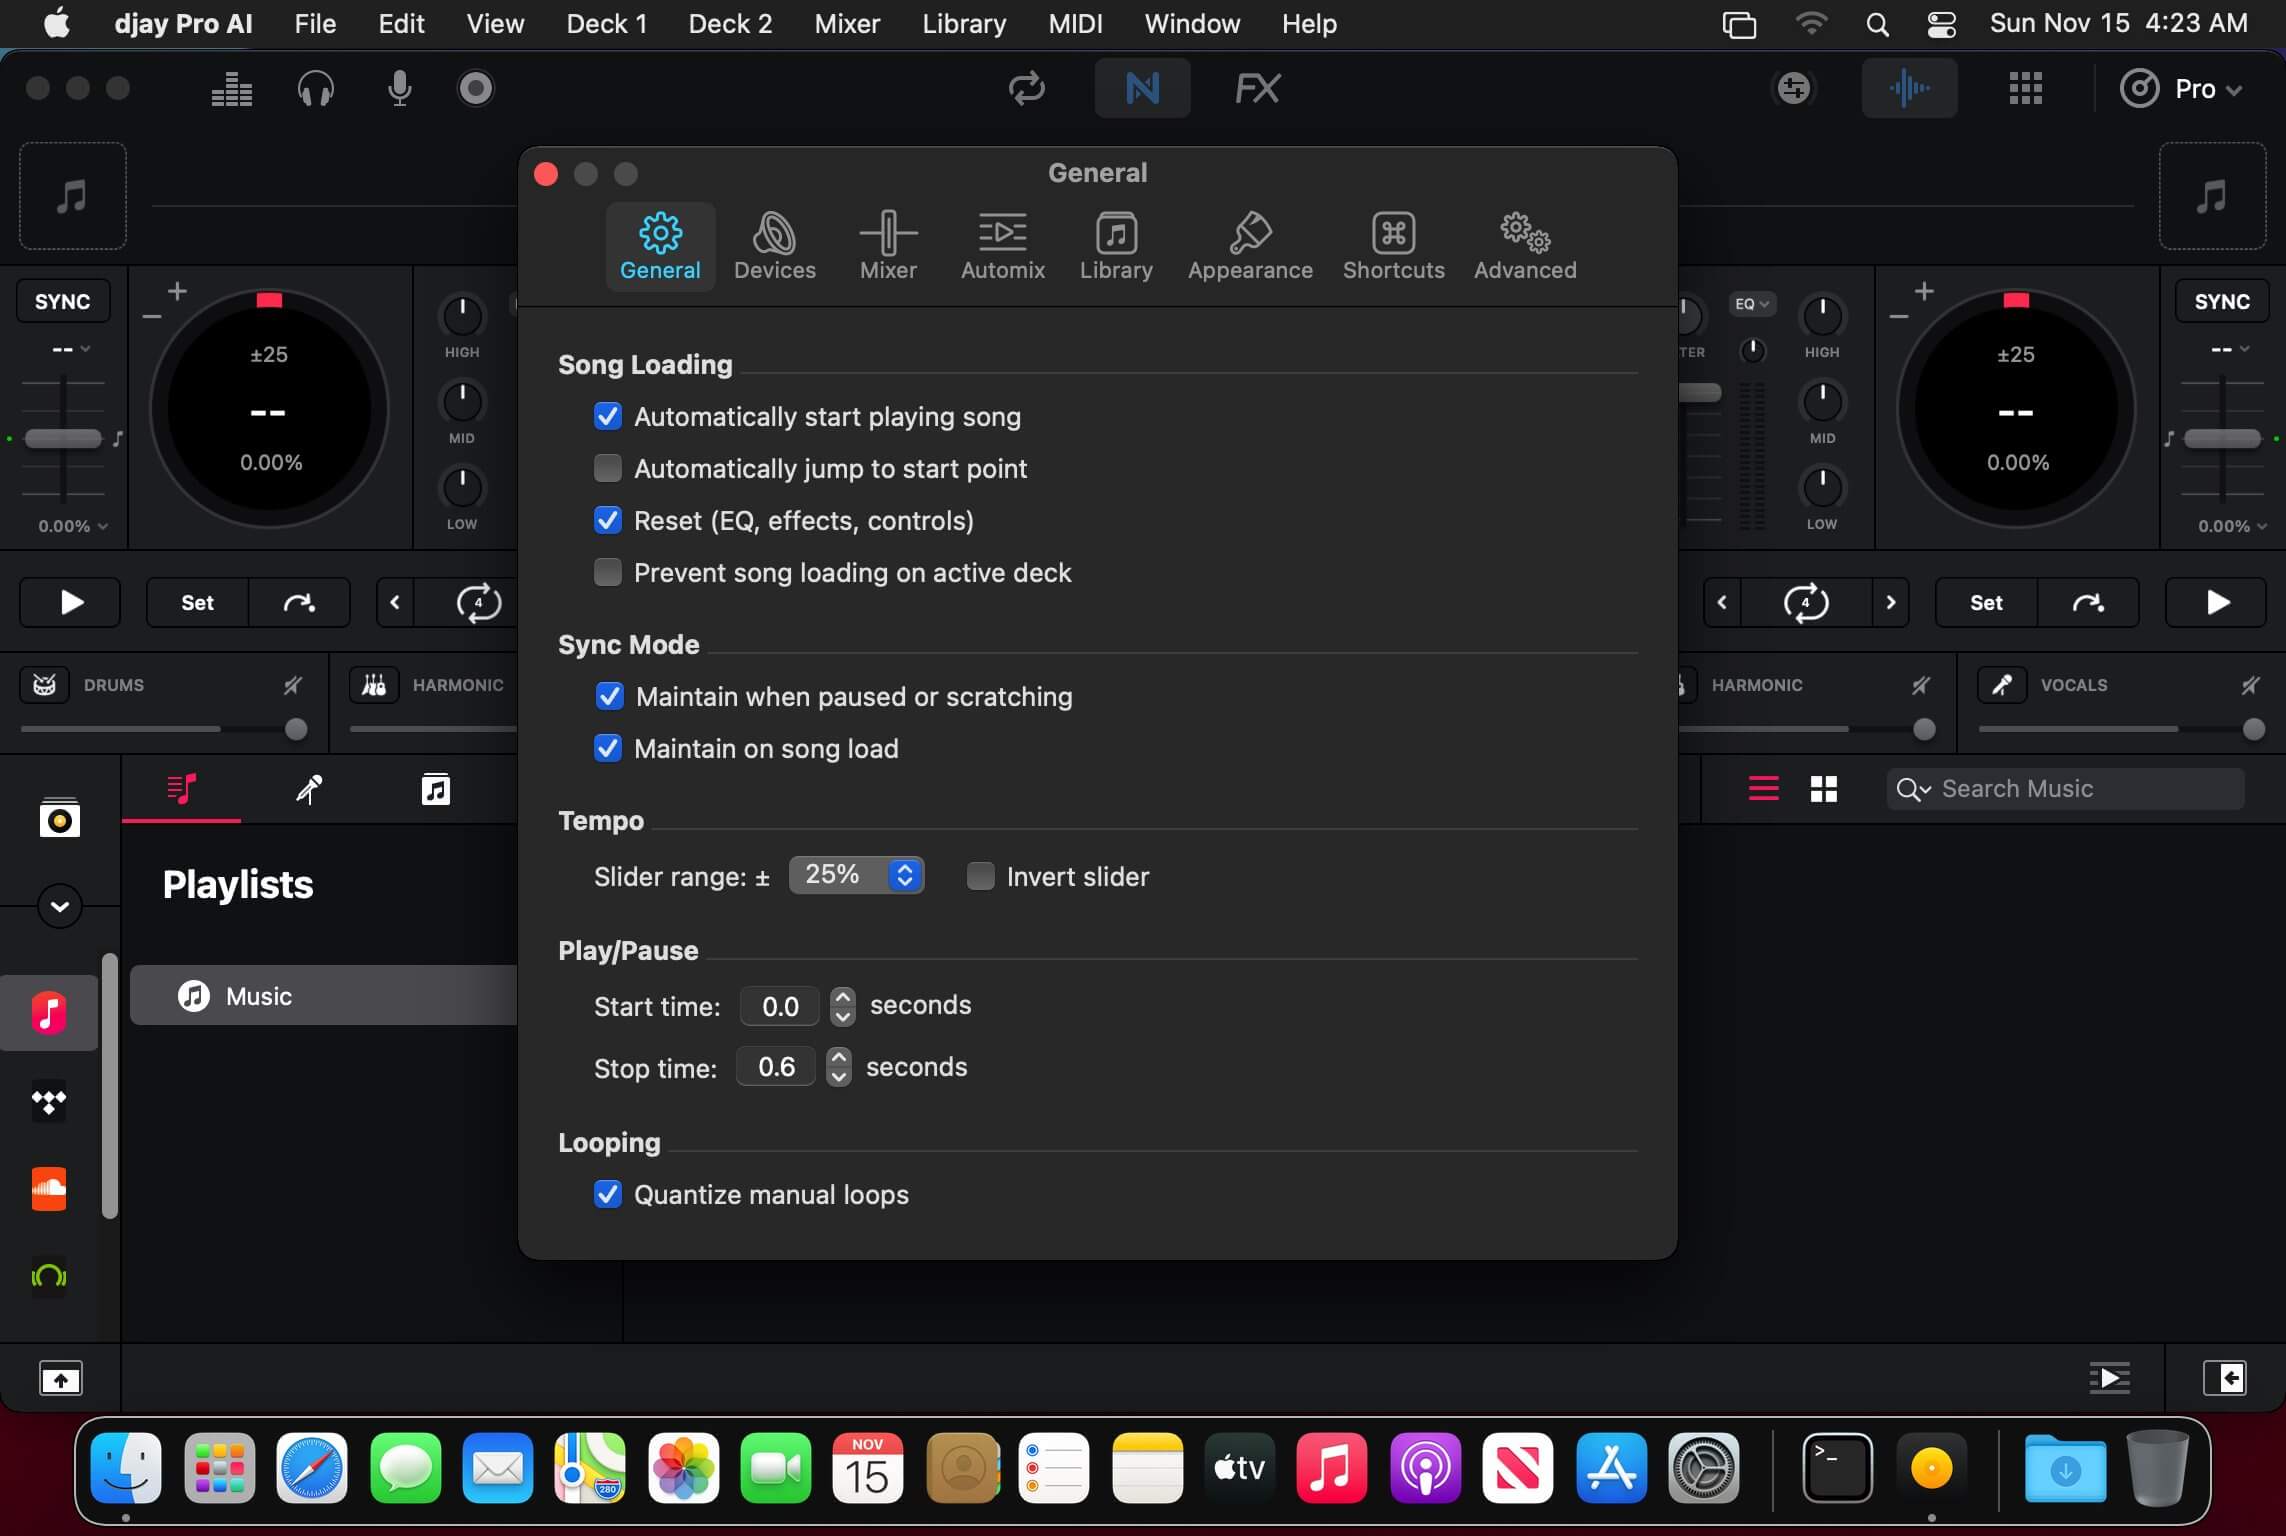 djay Pro AI File Edit View Deck 1 Deck 2 Mixer Library MIDI Window Help Sun Nov 15 4:23 AM
FX Pro
General
General Devices Mixer Automix Library Appearance Shortcuts Advanced
SYNC
--
0.00%
±25
--
0.00%
HIGH
MID
LOW
Song Loading
Automatically start playing song
Automatically jump to start point
Reset (EQ, effects, controls)
Prevent song loading on active deck
Sync Mode
Maintain when paused or scratching
Maintain on song load
Tempo
Slider range: ± 25% Invert slider
Play/Pause
Start time: 0.0 seconds
Stop time: 0.6 seconds
Looping
Quantize manual loops
TER
EQ
HIGH
MID
LOW
±25
--
0.00%
SYNC
--
0.00%
Set 4
4 Set
DRUMS HARMONIC
HARMONIC VOCALS
Search Music
Playlists
Music
NOV
15
280
tv
>_